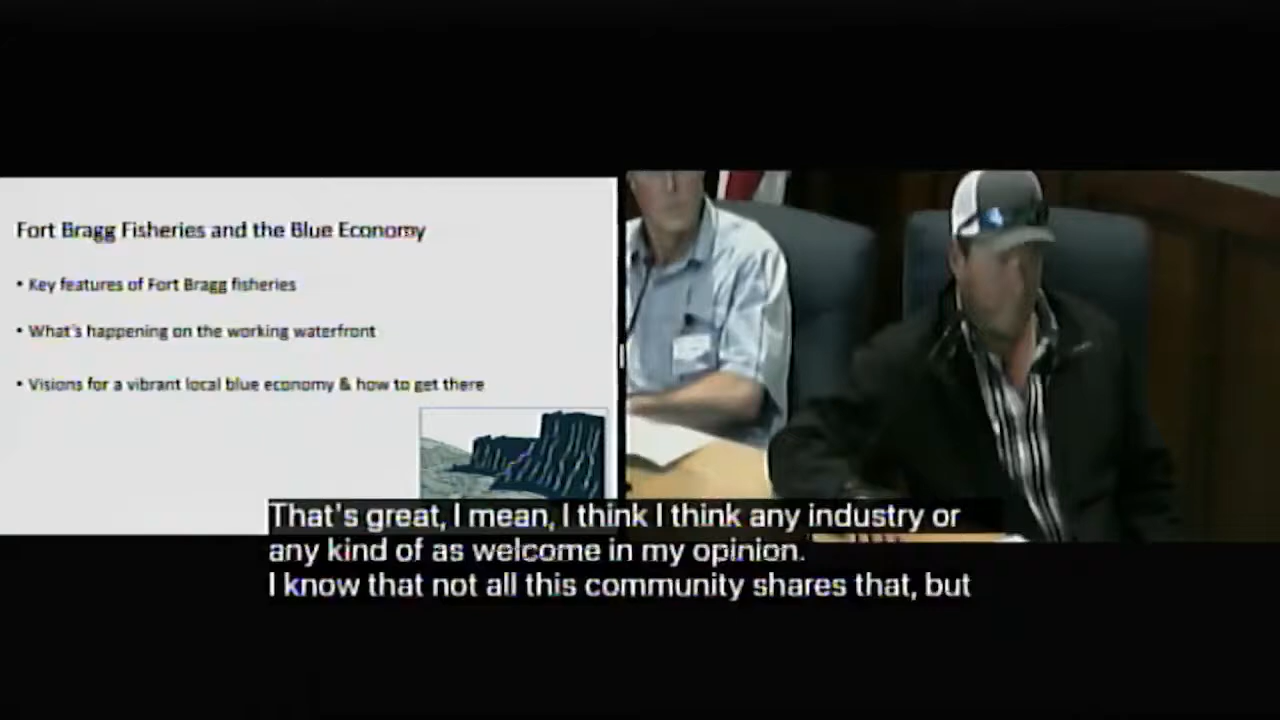 Fort Bragg Fisheries and the Blue Economy
• Key features of Fort Bragg fisheries
• What's happening on the working waterfront
• Visions for a vibrant local blue economy & how to get there
That's great, I mean, I think I think any industry or
any kind of as welcome in my opinion.
I know that not all this community shares that, but